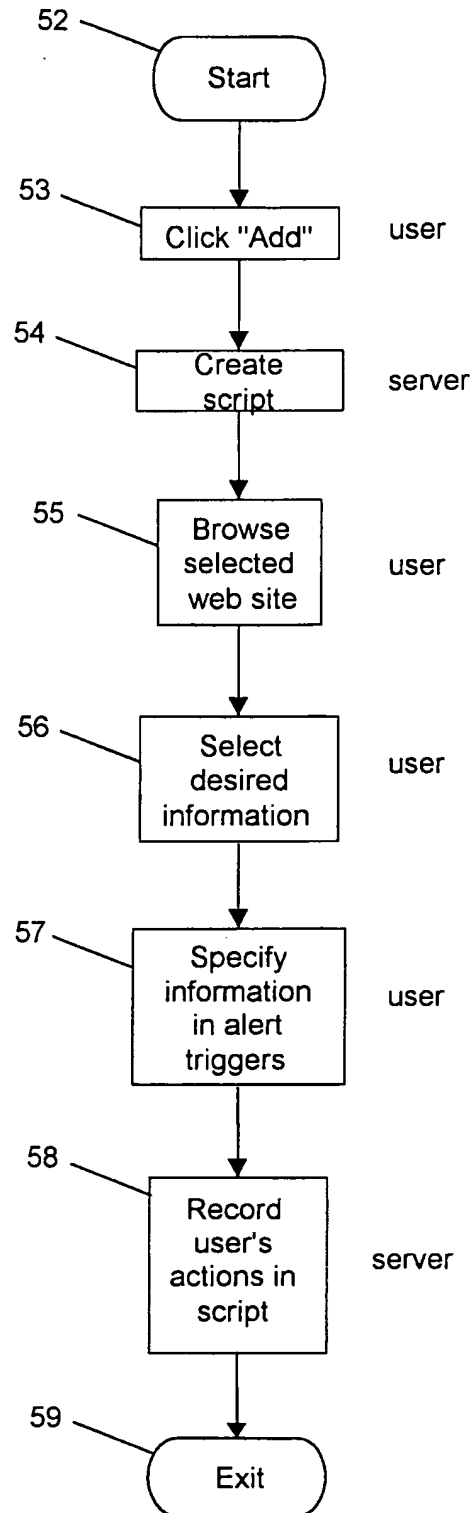 52
Start
53
Click "Add"
user
54
Create
script
server
55
Browse
selected
web site
user
56
Select
desired
information
user
57
Specify
information
in alert
triggers
user
58
Record
user's
actions in
script
server
59
Exit